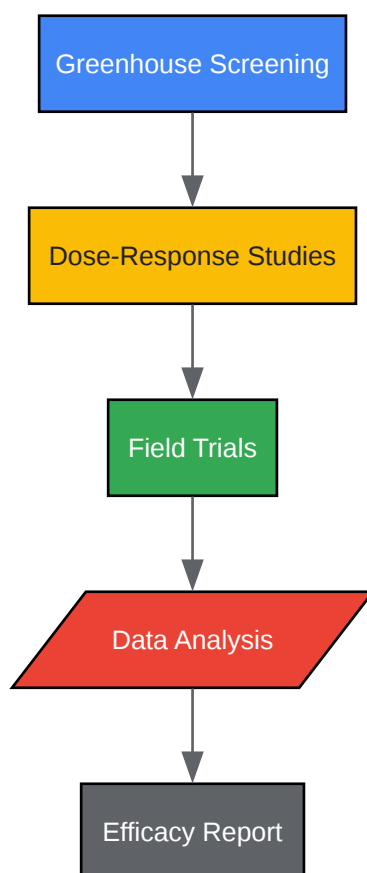 Greenhouse Screening
Dose-Response Studies
Field Trials
Data Analysis
Efficacy Report